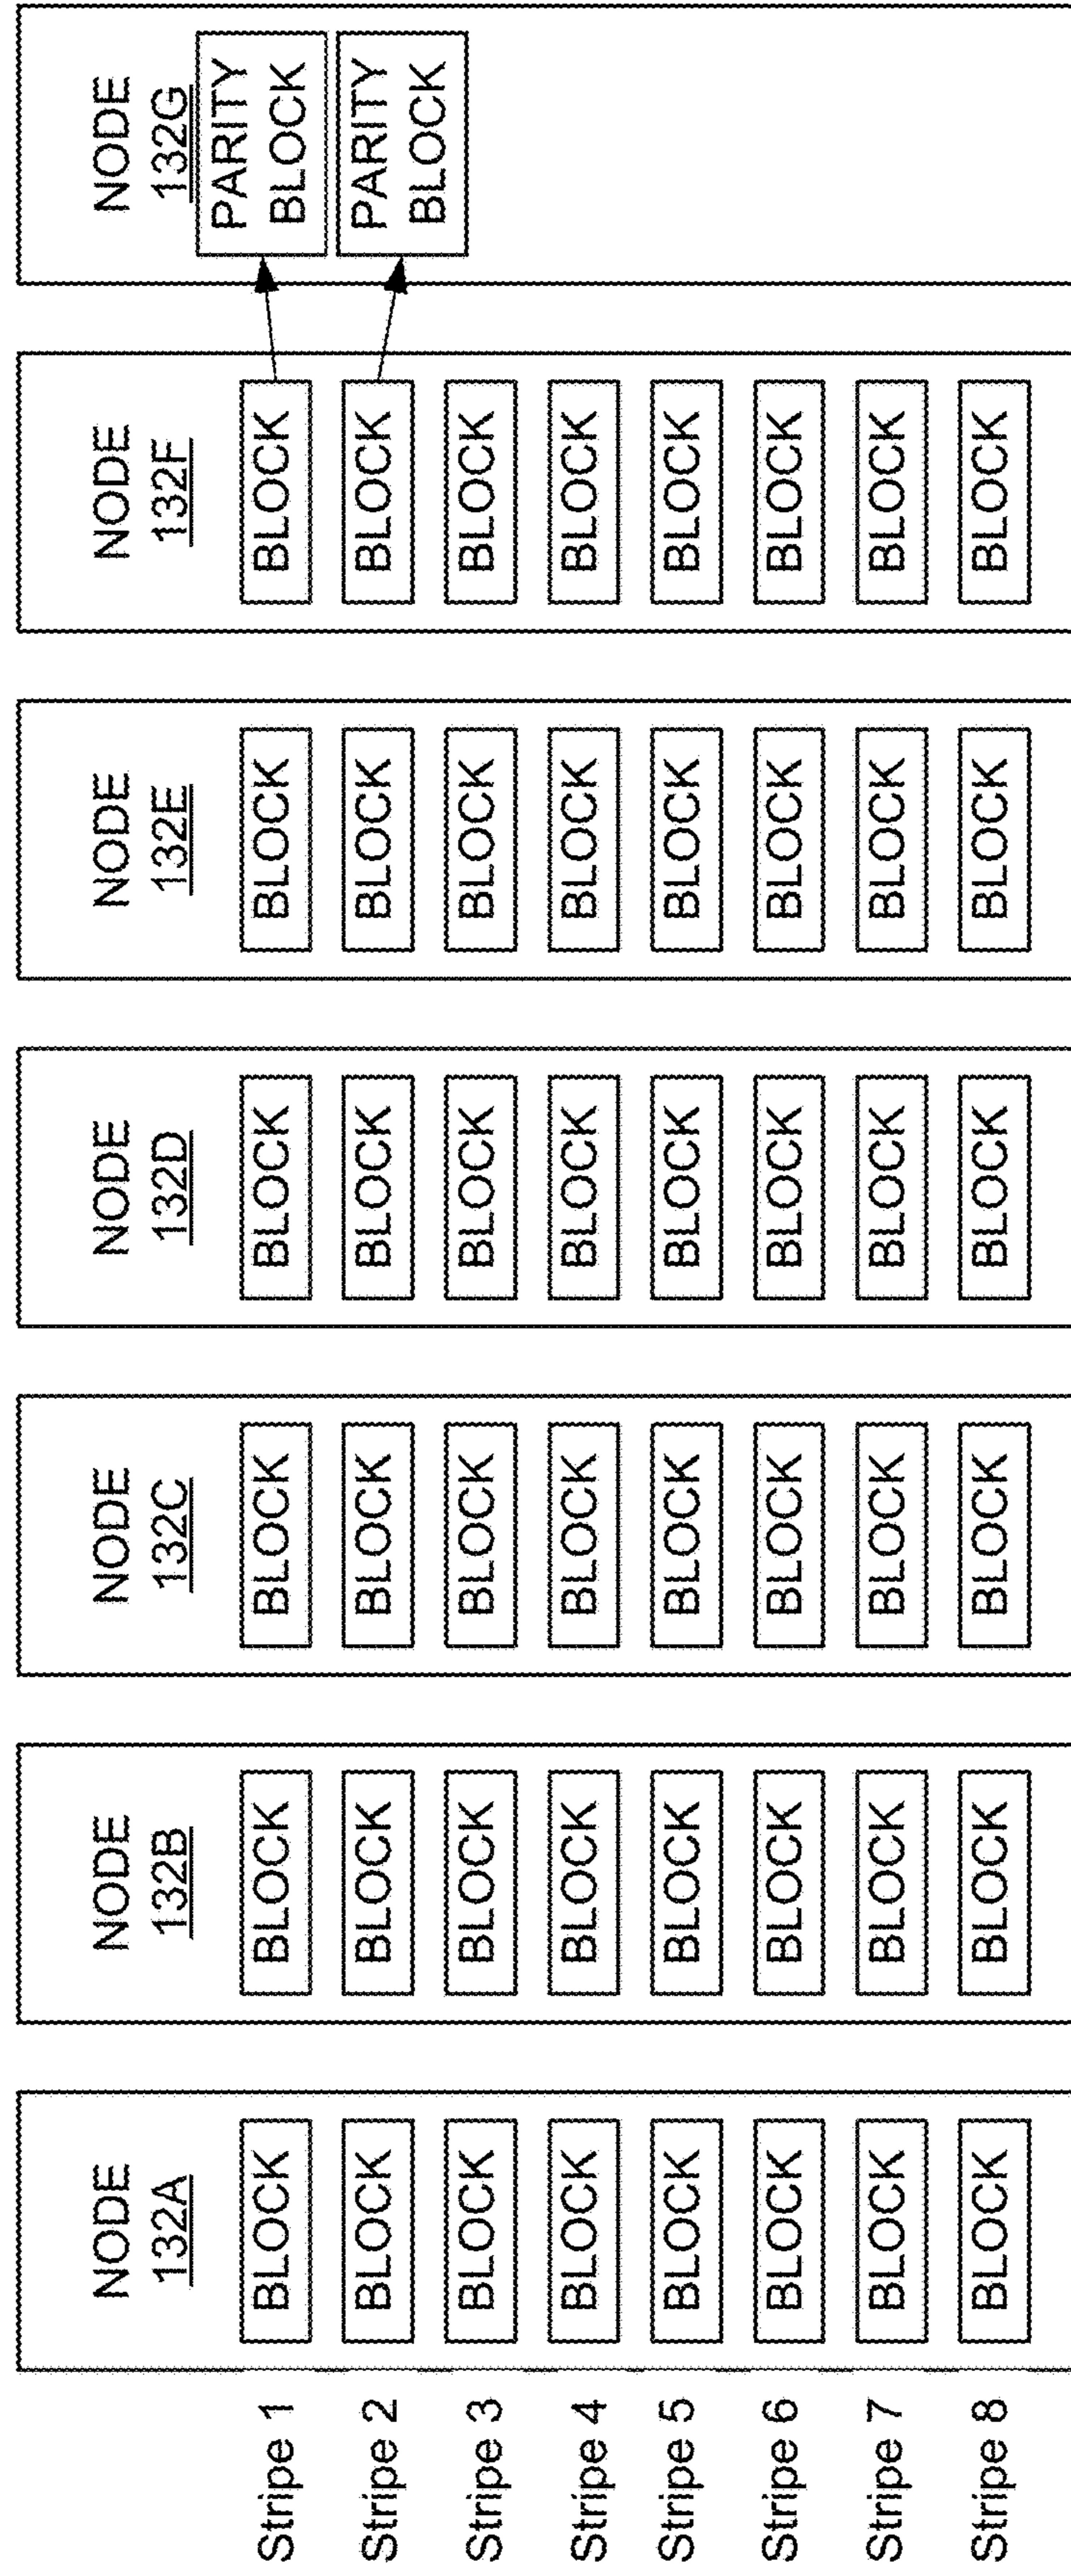 NODE
132A
NODE
132B
NODE
132C
NODE
132D
NODE
132E
NODE
132F
NODE
132G
Stripe 1
BLOCK
BLOCK
BLOCK
BLOCK
BLOCK
BLOCK
PARITY
BLOCK
Stripe 2
BLOCK
BLOCK
BLOCK
BLOCK
BLOCK
BLOCK
PARITY
BLOCK
Stripe 3
BLOCK
BLOCK
BLOCK
BLOCK
BLOCK
BLOCK
Stripe 4
BLOCK
BLOCK
BLOCK
BLOCK
BLOCK
BLOCK
Stripe 5
BLOCK
BLOCK
BLOCK
BLOCK
BLOCK
BLOCK
Stripe 6
BLOCK
BLOCK
BLOCK
BLOCK
BLOCK
BLOCK
Stripe 7
BLOCK
BLOCK
BLOCK
BLOCK
BLOCK
BLOCK
Stripe 8
BLOCK
BLOCK
BLOCK
BLOCK
BLOCK
BLOCK